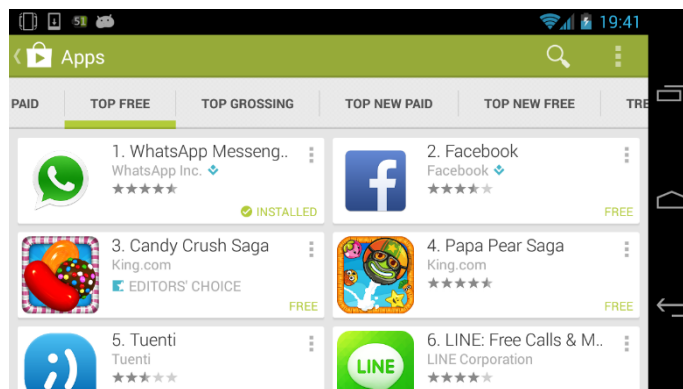 51
19:41
Apps
PAID
TOP FREE
TOP GROSSING
TOP NEW PAID
TOP NEW FREE
TRE
1. WhatsApp Messeng..
WhatsApp Inc.
INSTALLED
2. Facebook
Facebook
FREE
3. Candy Crush Saga
King.com
EDITORS' CHOICE
FREE
4. Papa Pear Saga
King.com
FREE
5. Tuenti
Tuenti
6. LINE: Free Calls & M..
LINE Corporation
LINE